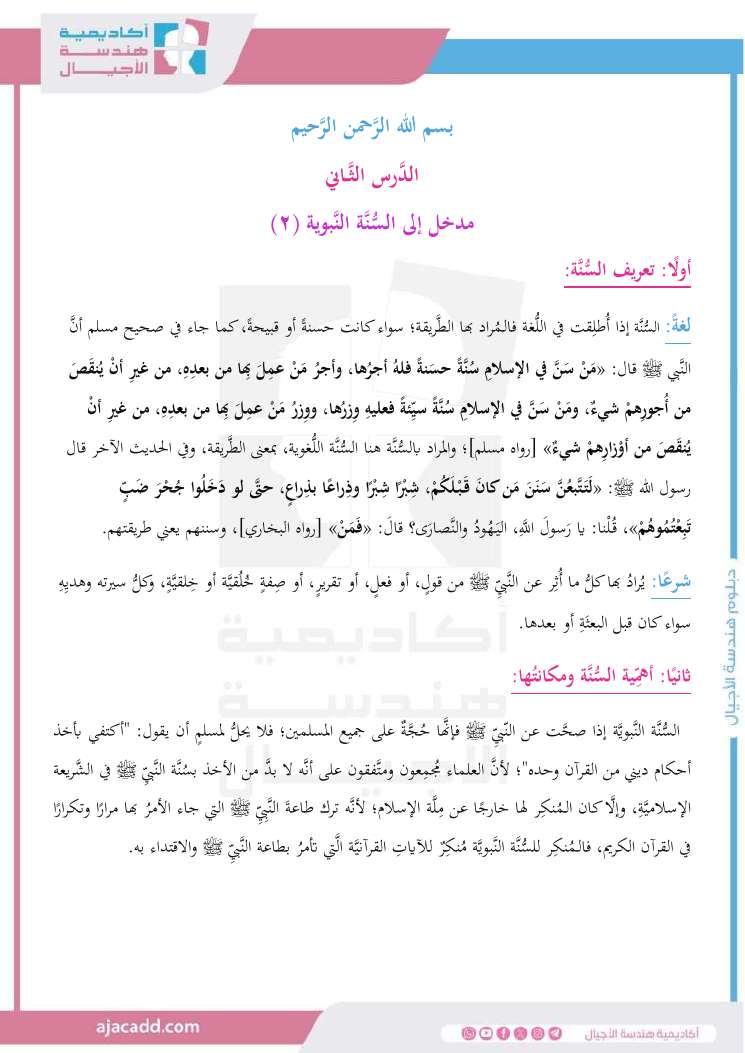 أكاديمية
هندسة
الأجيال
بسم الله الرَّحمن الرَّحيم
الدَّرس الثَّاني
مدخل إلى السُّنَّة النَّبوية (٢)
أولًا: تعريف السُّنَّة:
لغةً: السُّنَّة إذا أُطلِقت في اللُّغة فالـمُراد بها الطَّريقة؛ سواء كانت حسنةً أو قبيحةً، كما جاء في صحيح مسلم أنَّ
النَّبي ﷺ قال: «مَنْ سَنَّ في الإسلامِ سُنَّةً حسَنةً فلهُ أجرُها، وأجرُ مَنْ عمِلَ بِها من بعدِهِ، من غيرِ أنْ يُنقَصَ
من أُجورِهمْ شيءٌ، ومَنْ سَنَّ في الإسلامِ سُنَّةً سيِّئةً فعليهِ وِزرُها، ووِزرُ مَنْ عمِلَ بِها من بعدِهِ، من غيرِ أنْ
يُنقَصَ من أوْزارِهمْ شيءٌ» [رواه مسلم]؛ والمراد بالسُّنَّة هنا السُّنَّة اللُّغوية، بمعنى الطَّريقة، وفي الحديث الآخر قال
رسول الله ﷺ: «لَتَتَّبعُنَّ سَنَنَ مَن كانَ قَبْلَكُمْ، شِبْرًا شِبْرًا وذِراعًا بذِراعٍ، حتَّى لو دَخَلُوا جُحْرَ ضَبٍّ
تَبِعْتُمُوهُمْ»، قُلْنا: يا رَسولَ اللَّهِ، اليَهُودُ والنَّصارَى؟ قالَ: «فَمَنْ» [رواه البخاري]، وسننهم يعني طريقتهم.
شرعًا: يُرادُ بها كلُّ ما أُثِر عن النَّبيّ ﷺ من قولٍ، أو فعلٍ، أو تقريرٍ، أو صِفةٍ خُلُقيَّة أو خِلقيَّةٍ، وكلُّ سيرته وهديِهِ
سواء كان قبل البعثَةِ أو بعدها.
ثانيًا: أهمِّية السُّنَّة ومكانتُها:
السُّنَّة النَّبويَّة إذا صحَّت عن النَّبيّ ﷺ فإنَّها حُجَّةٌ على جميع المسلمين؛ فلا يحلُّ لمسلمٍ أن يقول: "أكتفي بأخذ
أحكام ديني من القرآن وحده"؛ لأنَّ العلماء مُجمِعون ومتَّفقون على أنَّه لا بدَّ من الأخذ بسُنة النَّبيّ ﷺ في الشَّريعة
الإسلاميَّةِ، وإلَّا كان الـمُنكِر لها خارجًا عن مِلَّة الإسلام؛ لأنَّه ترك طاعةَ النَّبِيِّ ﷺ التي جاء الأمرُ بها مرارًا وتكرارًا
في القرآن الكريم، فالـمُنكِر للسُّنَّة النَّبويَّة مُنكِرٌ للآياتِ القرآنيَّة الَّتي تأمرُ بطاعة النَّبيّ ﷺ والاقتداء به.
أكاديمية
هندسة
الأجيال
دبلوم هندسة الأجيال
أكاديمية هندسة الأجيال
ajacadd.com